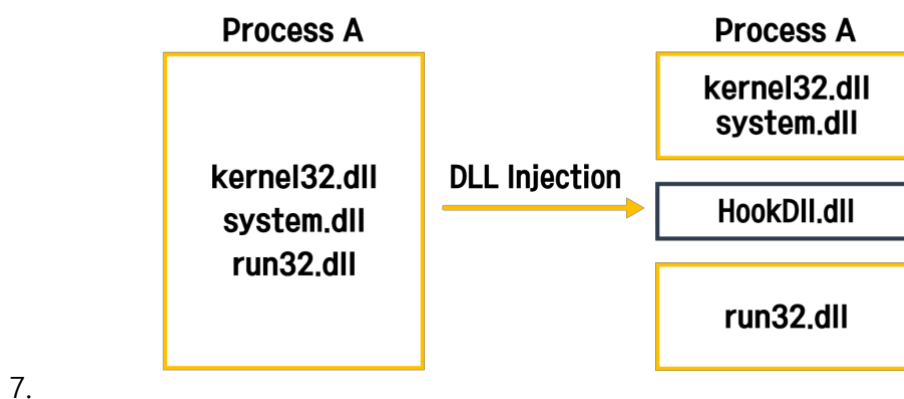 Process A
kernel32.dll
system.dll
run32.dll
DLL Injection
Process A
kernel32.dll
system.dll
HookDll.dll
run32.dll
7.